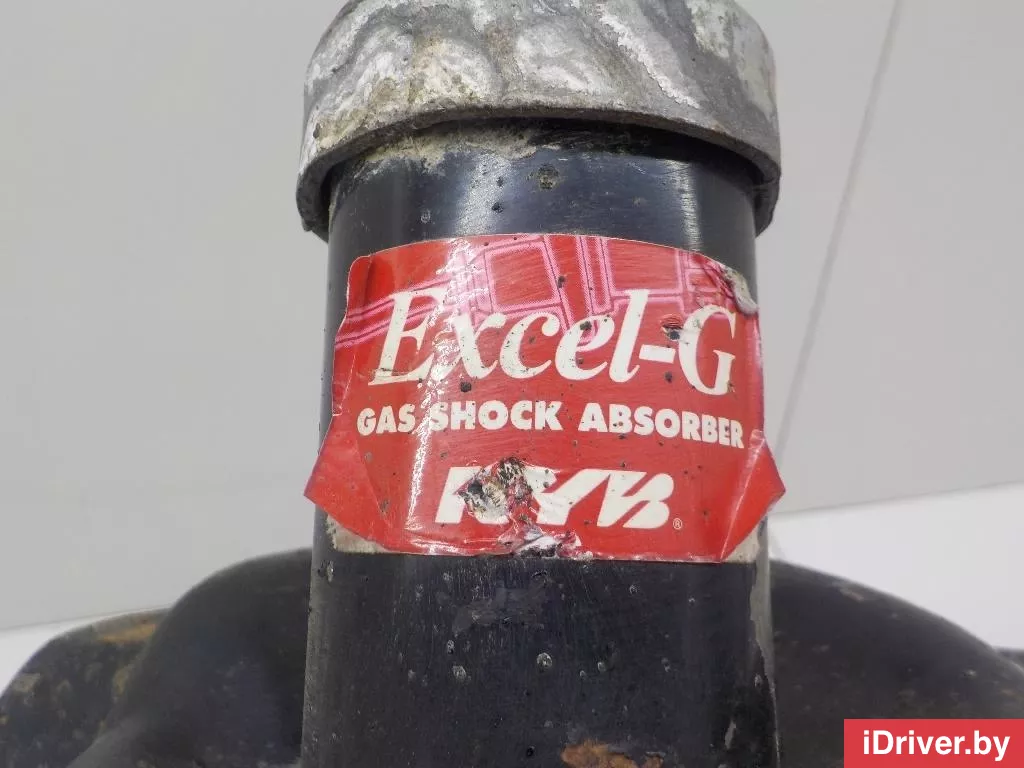 Excel-G
GAS SHOCK ABSORBER
KYB®
iDriver.by